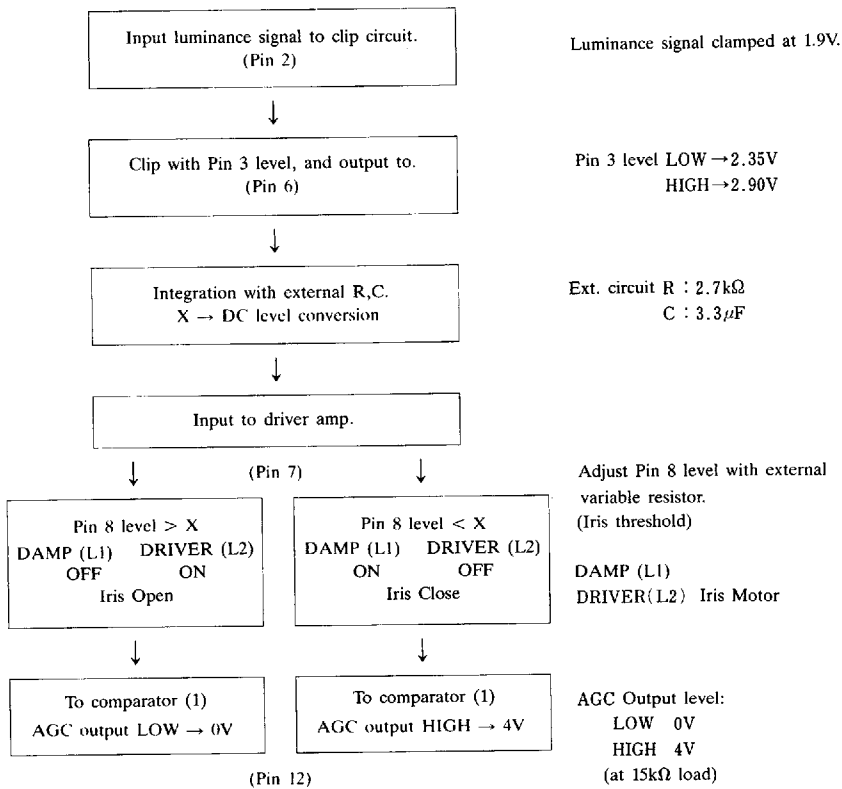 Input luminance signal to clip circuit.
(Pin 2)
Luminance signal clamped at 1.9V.
↓
Clip with Pin 3 level, and output to.
(Pin 6)
Pin 3 level LOW →2.35V
HIGH→2.90V
↓
Integration with external R,C.
X → DC level conversion
Ext. circuit R : 2.7kΩ
C : 3.3μF
↓
Input to driver amp.
↓ (Pin 7) ↓
Adjust Pin 8 level with external
variable resistor.
(Iris threshold)
Pin 8 level > X
DAMP (L1) DRIVER (L2)
OFF ON
Iris Open
Pin 8 level < X
DAMP (L1) DRIVER (L2)
ON OFF
Iris Close
DAMP (L1)
DRIVER(L2) Iris Motor
↓ ↓
To comparator (1)
AGC output LOW → 0V
To comparator (1)
AGC output HIGH → 4V
AGC Output level:
LOW 0V
HIGH 4V
(at 15kΩ load)
(Pin 12)